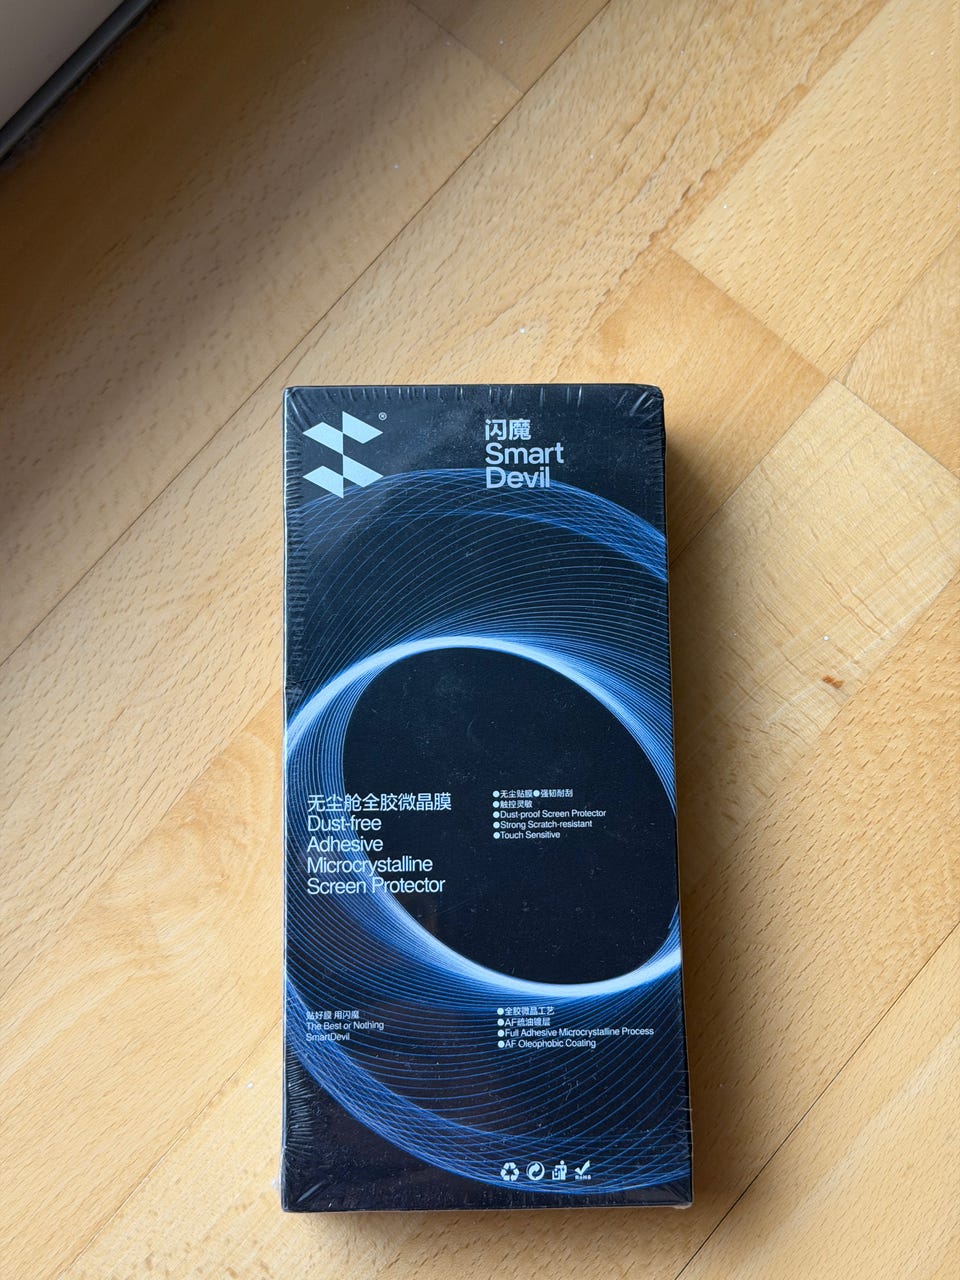 ®
闪魔
Smart
Devil
无尘舱全胶微晶膜
Dust-free
Adhesive
Microcrystalline
Screen Protector
●无尘贴膜●强韧耐刮
●触控灵敏
●Dust-proof Screen Protector
●Strong Scratch-resistant
●Touch Sensitive
贴好膜 用闪魔
The Best or Nothing
SmartDevil
●全胶微晶工艺
●AF疏油镀层
●Full Adhesive Microcrystalline Process
●AF Oleophobic Coating
RoHS